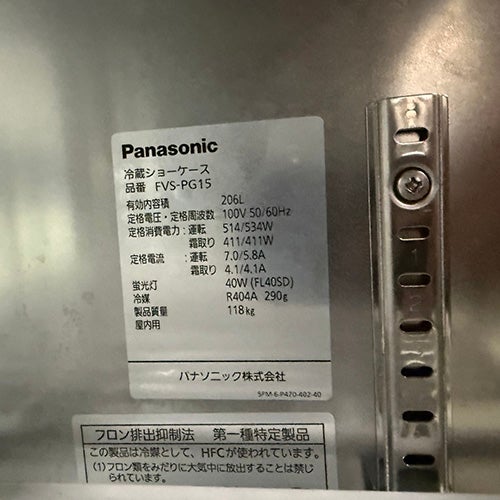 Panasonic
冷蔵ショーケース
品番 FVS-PG15
有効内容積 206L
定格電圧・定格周波数 100V 50/60Hz
定格消費電力：運転 514/534W
霜取り 411/411W
定格電流 ：運転 7.0/5.8A
霜取り 4.1/4.1A
蛍光灯 40W (FL40SD)
冷媒 R404A 290g
製品質量 118kg
屋内用
パナソニック株式会社
SFM-6-P470-402-40
フロン排出抑制法 第一種特定製品
この製品は冷媒として、HFCが使われています。
(1)フロン類をみだりに大気中に放出することは禁じ
られています。
1
2